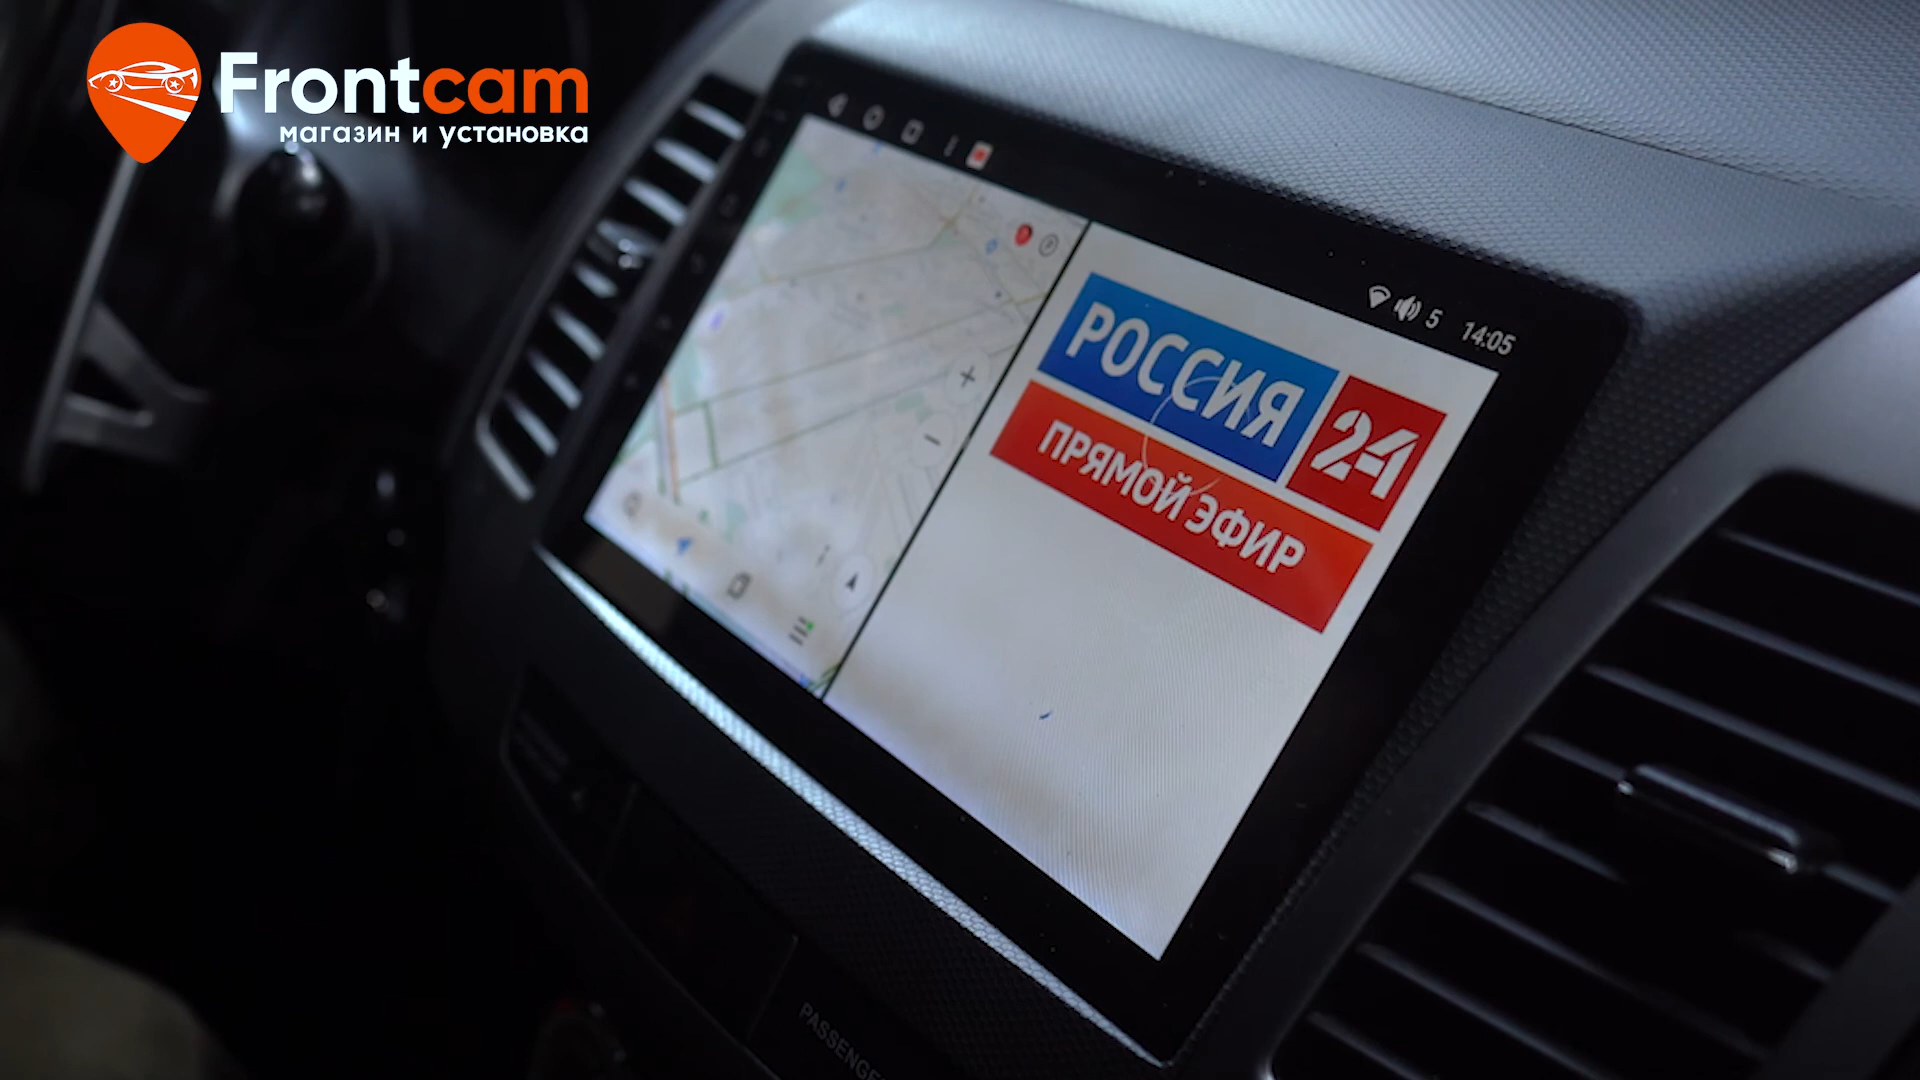 Frontcam
магазин и установка
5 14:05
РОССИЯ 24
ПРЯМОЙ ЭФИР